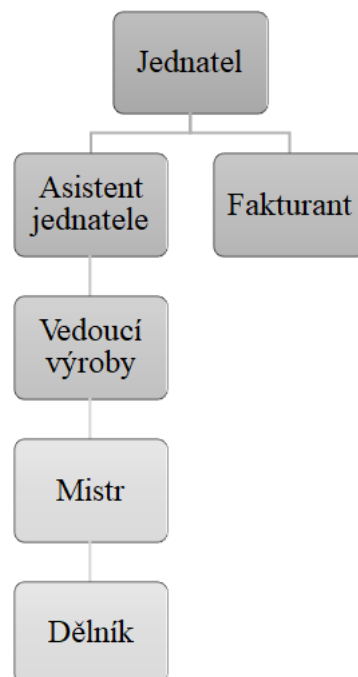 Jednatel
Asistent
jednatele
Fakturant
Vedoucí
výroby
Mistr
Dělník